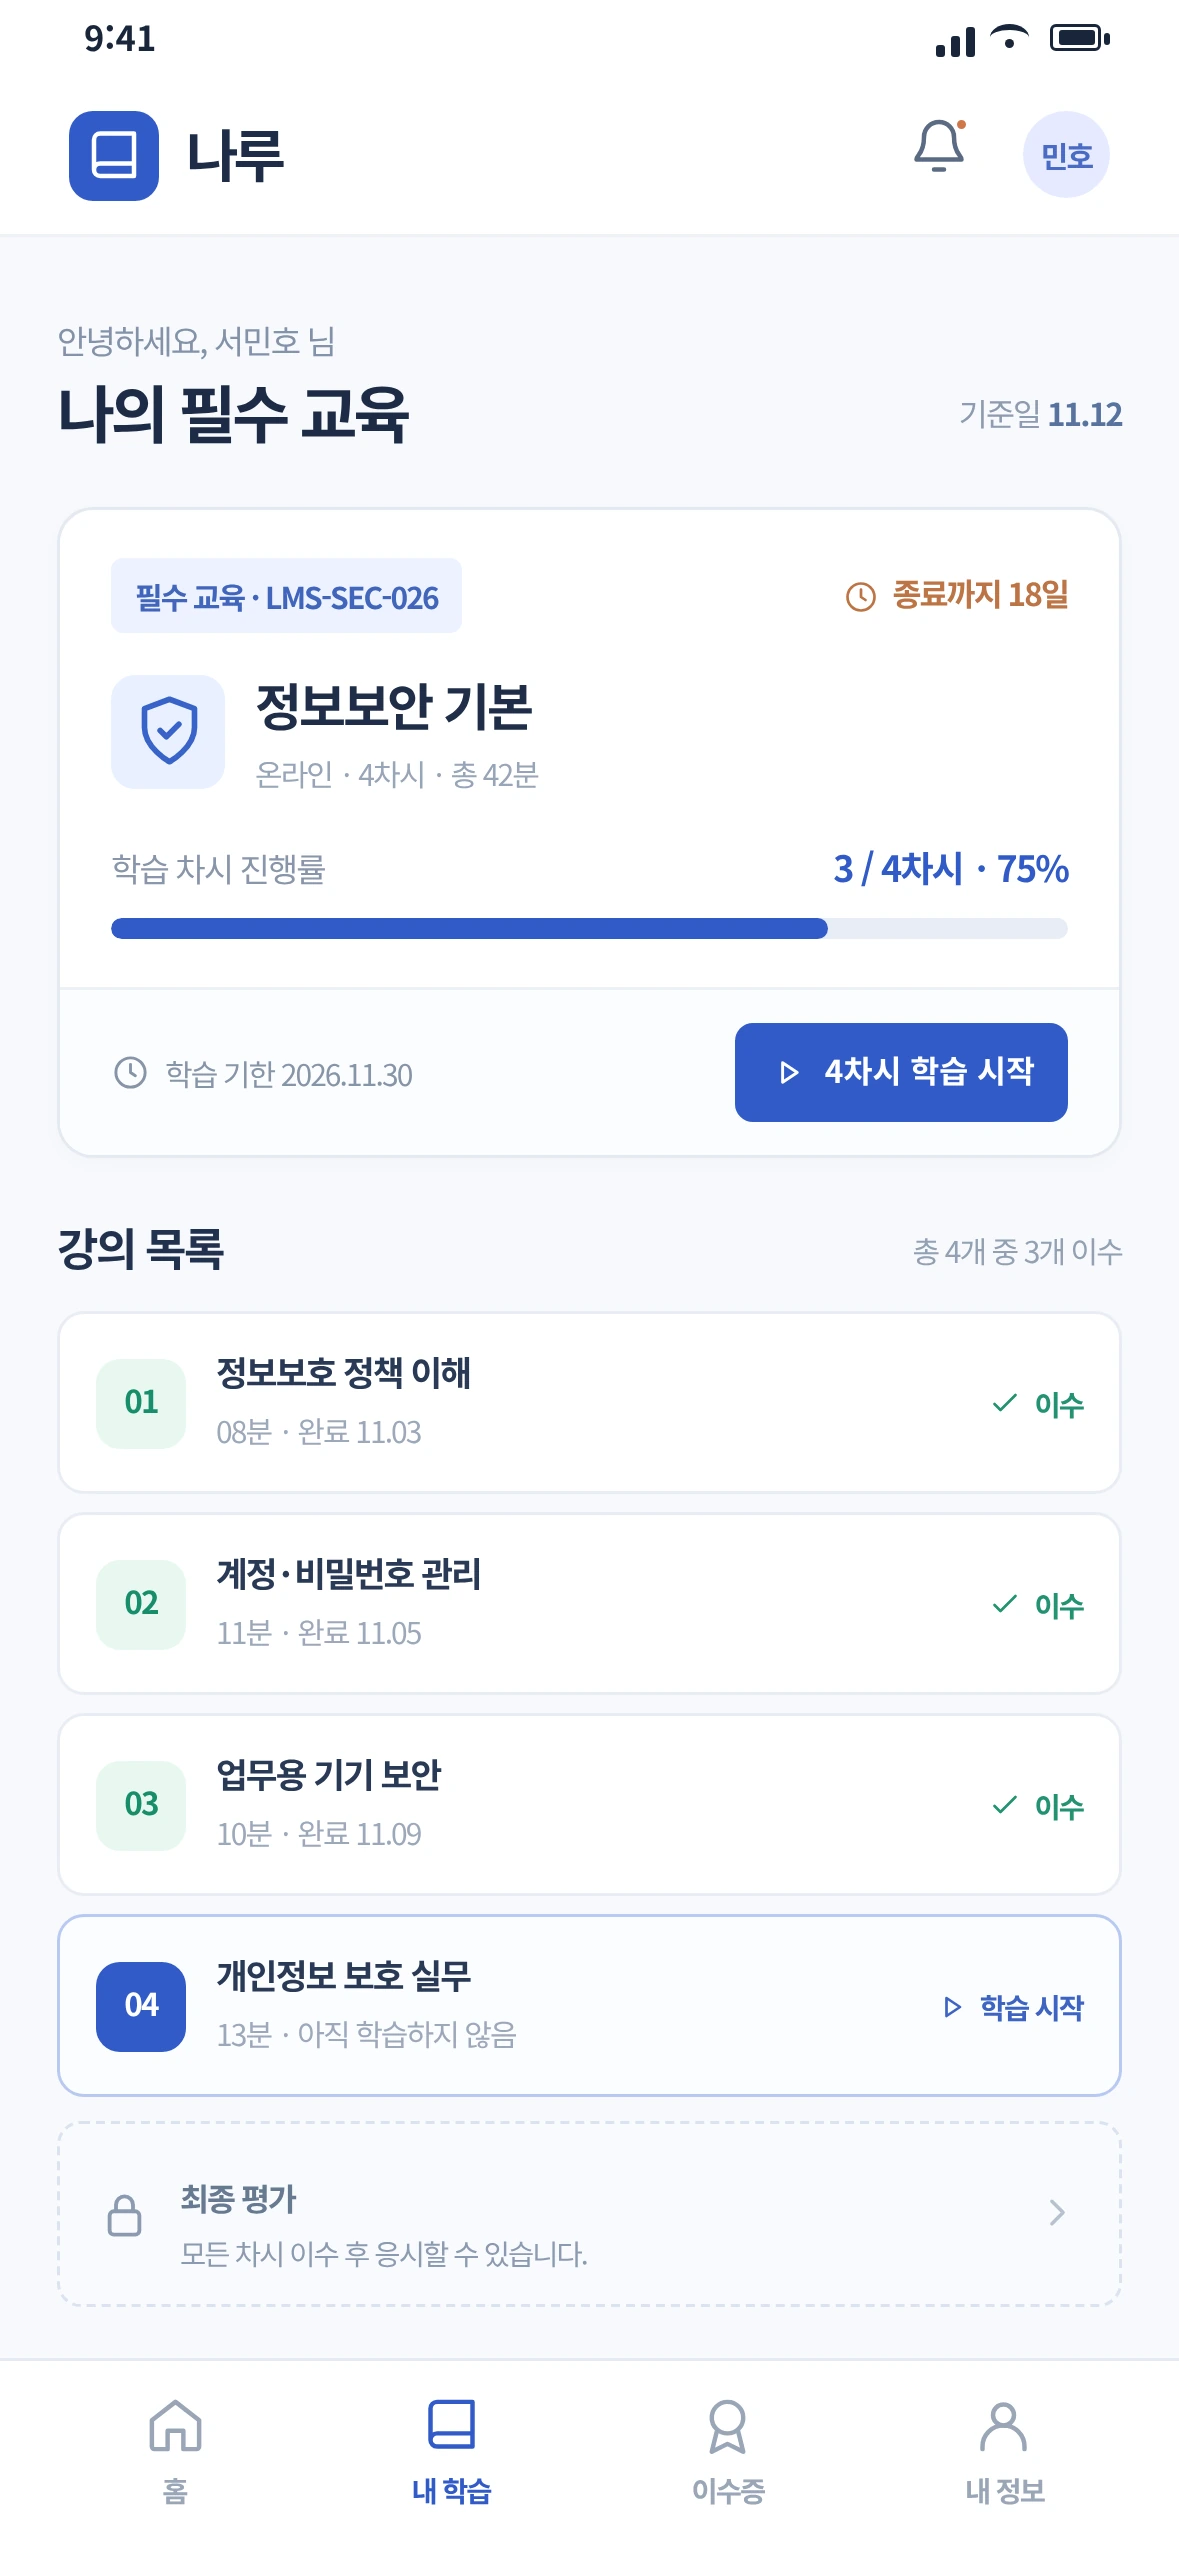 9:41
나루
민호
안녕하세요, 서민호 님
나의 필수 교육
기준일 11.12
필수 교육 · LMS-SEC-026
종료까지 18일
정보보안 기본
온라인 · 4차시 · 총 42분
학습 차시 진행률
3 / 4차시 · 75%
학습 기한 2026.11.30
4차시 학습 시작
강의 목록
총 4개 중 3개 이수
01
정보보호 정책 이해
08분 · 완료 11.03
이수
02
계정·비밀번호 관리
11분 · 완료 11.05
이수
03
업무용 기기 보안
10분 · 완료 11.09
이수
04
개인정보 보호 실무
13분 · 아직 학습하지 않음
학습 시작
최종 평가
모든 차시 이수 후 응시할 수 있습니다.
홈
내 학습
이수증
내 정보